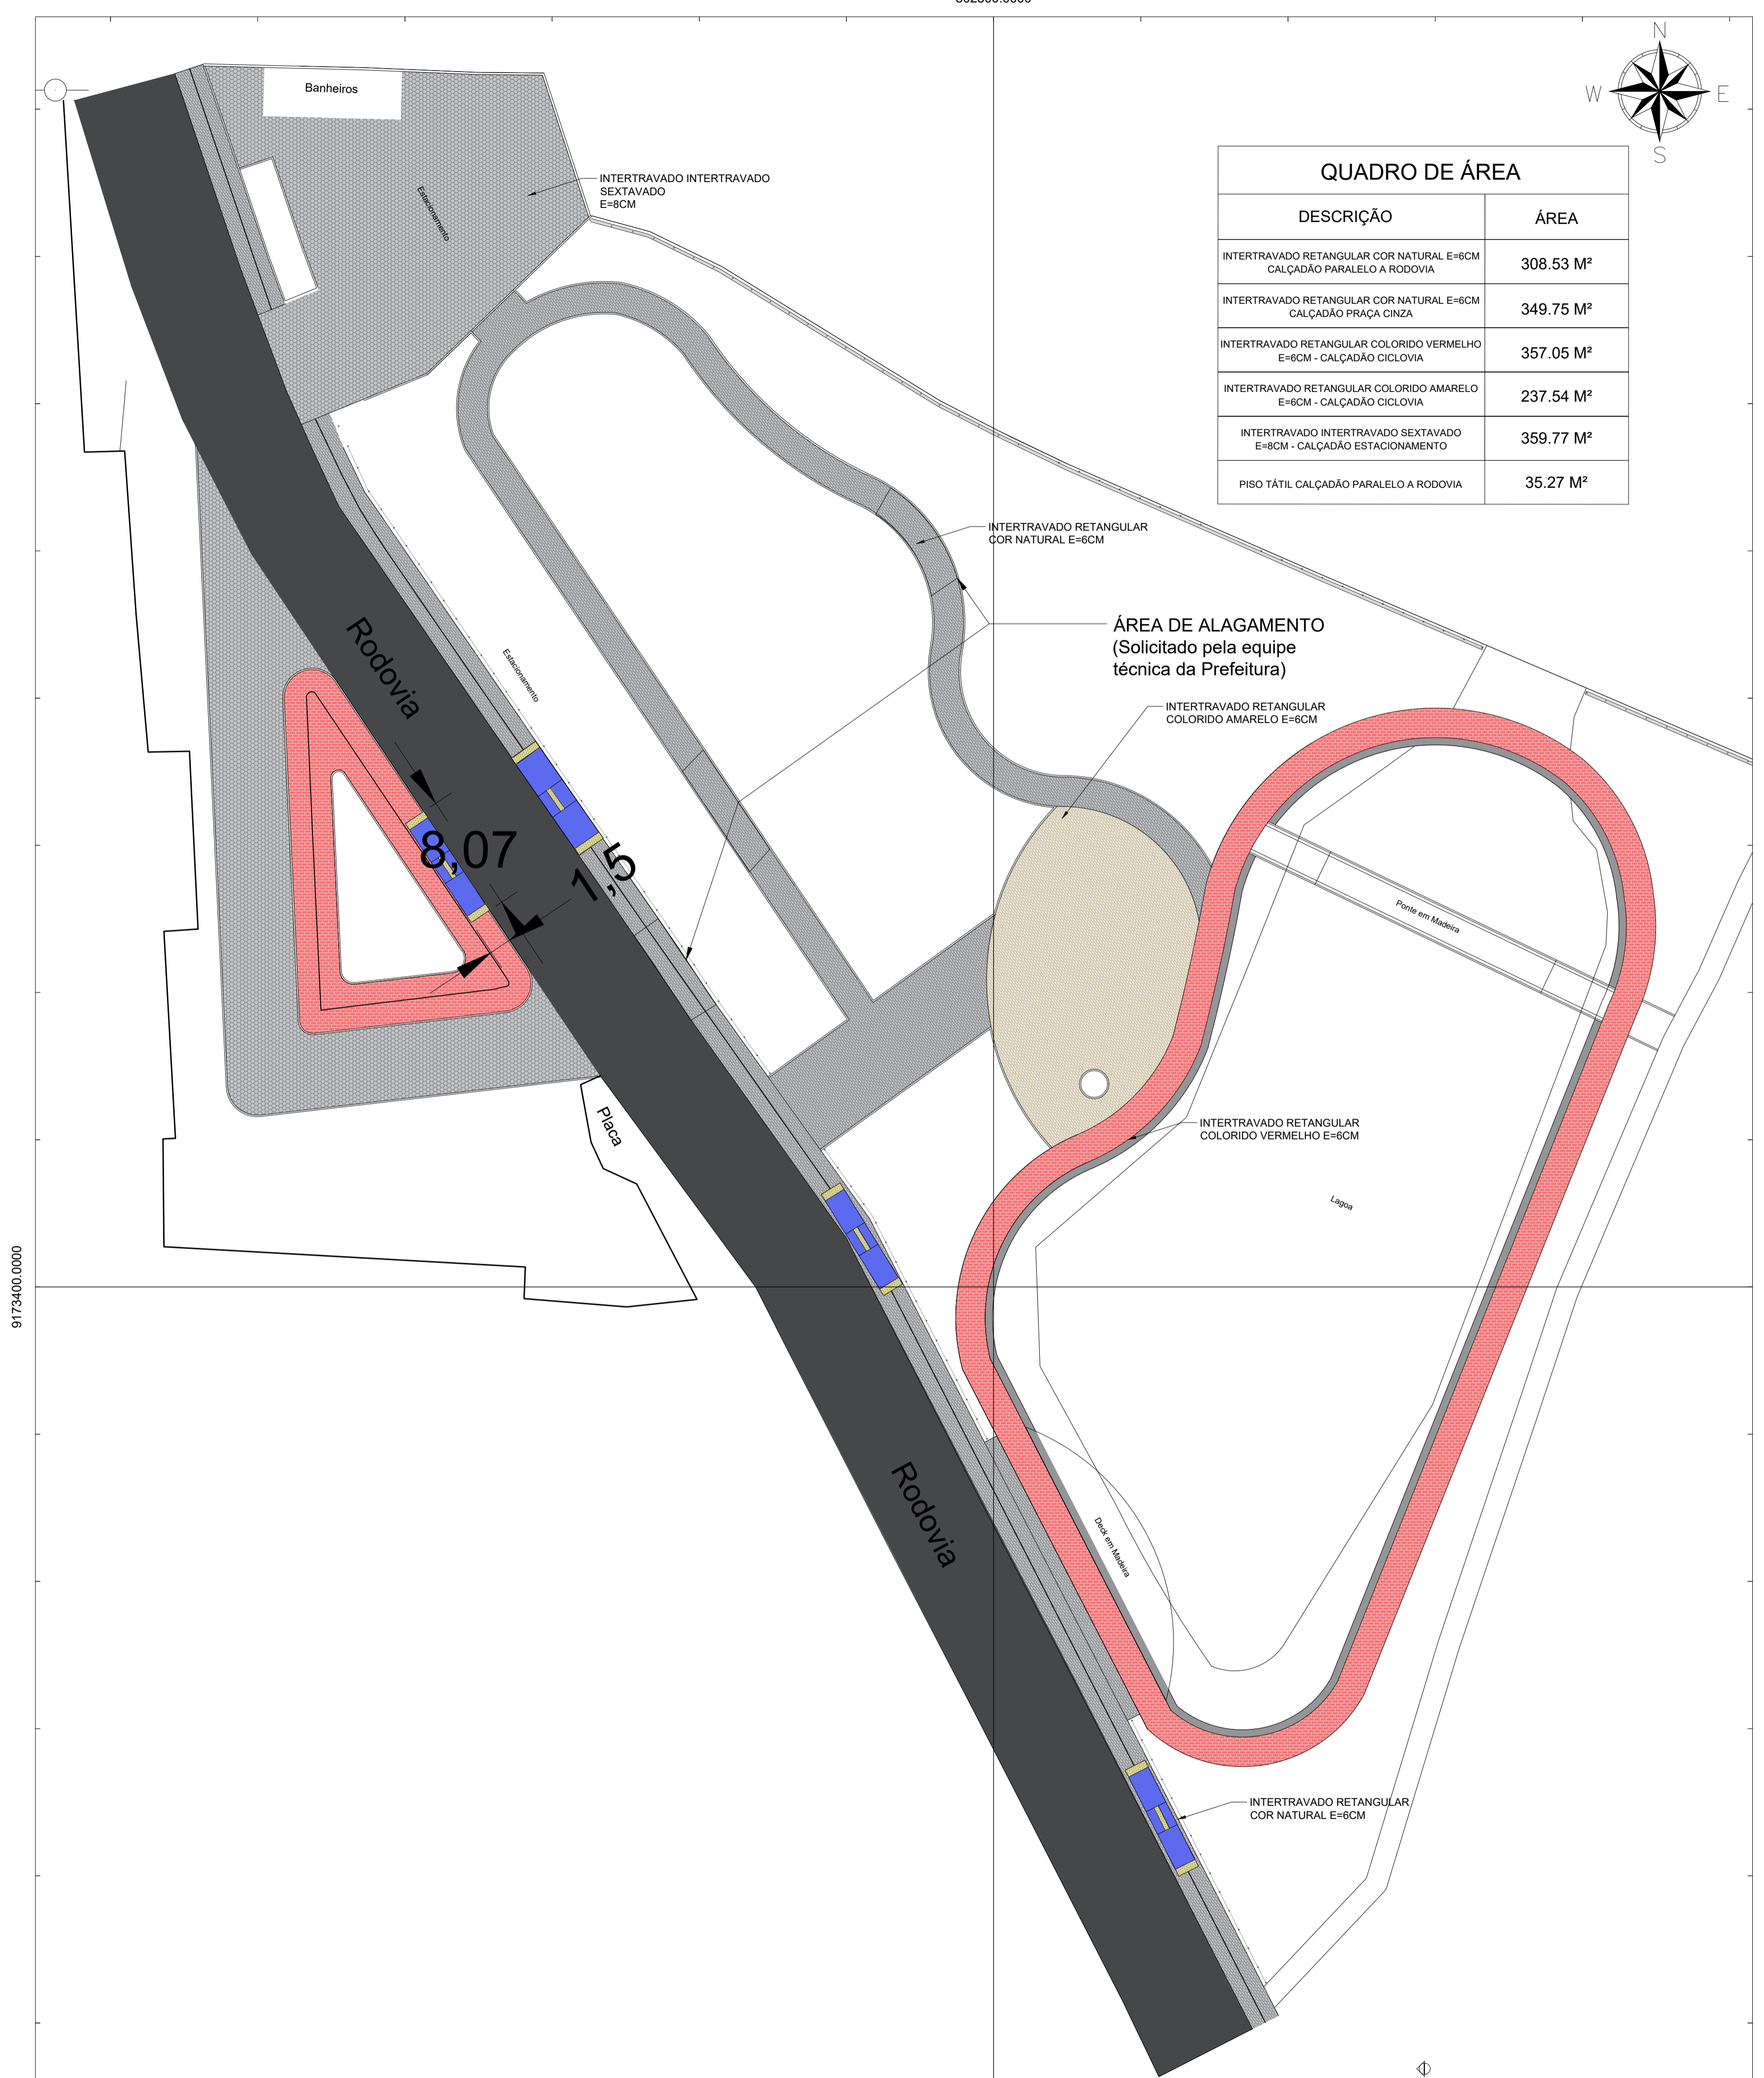 N
W
E
S
Banheiros
INTERTRAVADO INTERTRAVADO
SEXTAVADO
E=8CM
Estacionamento
QUADRO DE ÁREA
DESCRIÇÃO
ÁREA
INTERTRAVADO RETANGULAR COR NATURAL E=6CM
CALÇADÃO PARALELO A RODOVIA
308.53 M²
INTERTRAVADO RETANGULAR COR NATURAL E=6CM
CALÇADÃO PRAÇA CINZA
349.75 M²
INTERTRAVADO RETANGULAR COLORIDO VERMELHO
E=6CM - CALÇADÃO CICLOVIA
357.05 M²
INTERTRAVADO RETANGULAR COLORIDO AMARELO
E=6CM - CALÇADÃO CICLOVIA
237.54 M²
INTERTRAVADO INTERTRAVADO SEXTAVADO
E=8CM - CALÇADÃO ESTACIONAMENTO
359.77 M²
PISO TÁTIL CALÇADÃO PARALELO A RODOVIA
35.27 M²
INTERTRAVADO RETANGULAR
COR NATURAL E=6CM
Rodovia
Estacionamento
ÁREA DE ALAGAMENTO
(Solicitado pela equipe
técnica da Prefeitura)
INTERTRAVADO RETANGULAR
COLORIDO AMARELO E=6CM
8,07
1,5
Ponte em Madeira
Placa
INTERTRAVADO RETANGULAR
COLORIDO VERMELHO E=6CM
Lagoa
9173400.0000
Rodovia
Deck em Madeira
INTERTRAVADO RETANGULAR
COR NATURAL E=6CM